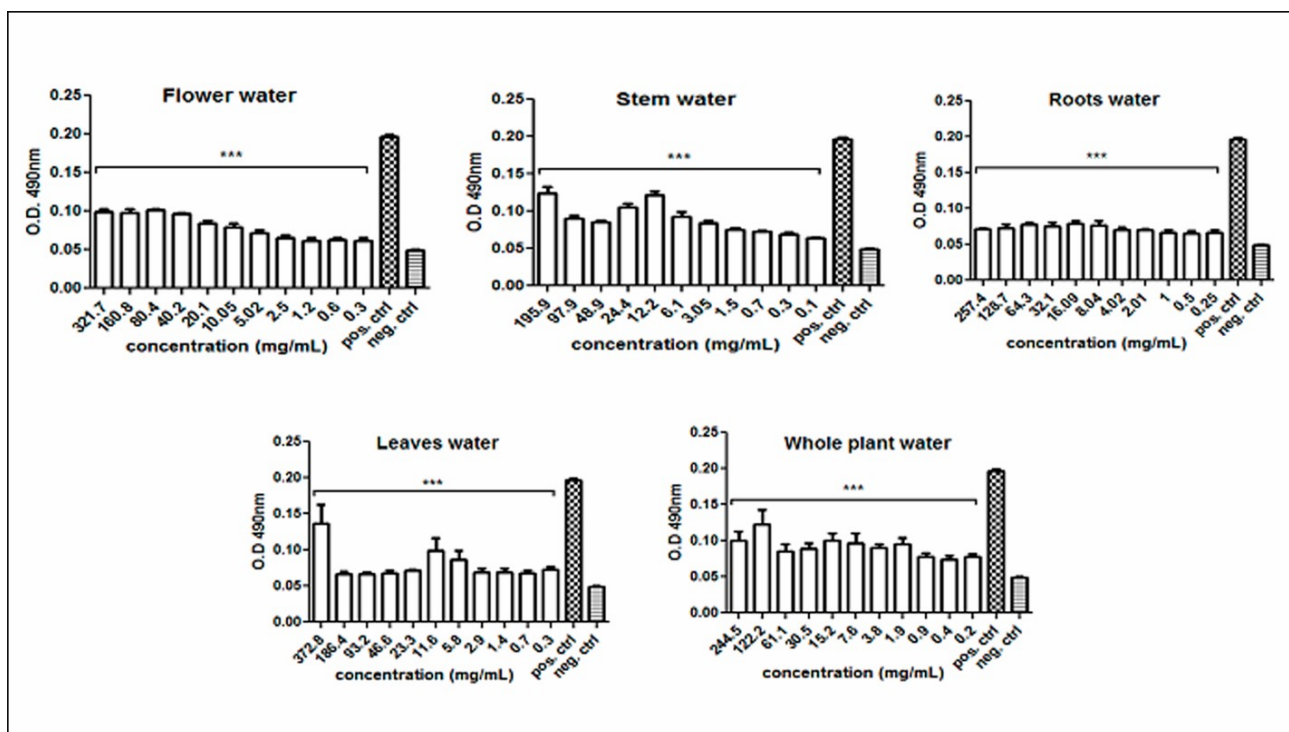 Flower water
0.25
0.20
0.15
0.10
0.05
0.00
O.D. 490nm
***
321.7 160.8 80.4 40.2 20.1 10.05 5.02 2.5 1.2 0.6 0.3 pos. ctrl neg. ctrl
concentration (mg/mL)
Stem water
0.25
0.20
0.15
0.10
0.05
0.00
O.D 490nm
***
195.9 97.9 48.9 24.4 12.2 6.1 3.05 1.5 0.7 0.3 0.1 pos. ctrl neg. ctrl
concentration (mg/mL)
Roots water
0.25
0.20
0.15
0.10
0.05
0.00
O.D 490nm
***
257.4 128.7 64.3 32.1 16.09 8.04 4.02 2.01 1 0.5 0.25 pos. ctrl neg. ctrl
concentration (mg/mL)
Leaves water
0.25
0.20
0.15
0.10
0.05
0.00
O.D 490nm
***
372.8 186.4 93.2 46.6 23.3 11.6 5.8 2.9 1.4 0.7 0.3 pos. ctrl neg. ctrl
concentration (mg/mL)
Whole plant water
0.25
0.20
0.15
0.10
0.05
0.00
O.D 490nm
***
244.5 122.2 61.1 30.5 15.2 7.6 3.8 1.9 0.9 0.4 0.2 pos. ctrl neg. ctrl
concentration (mg/mL)